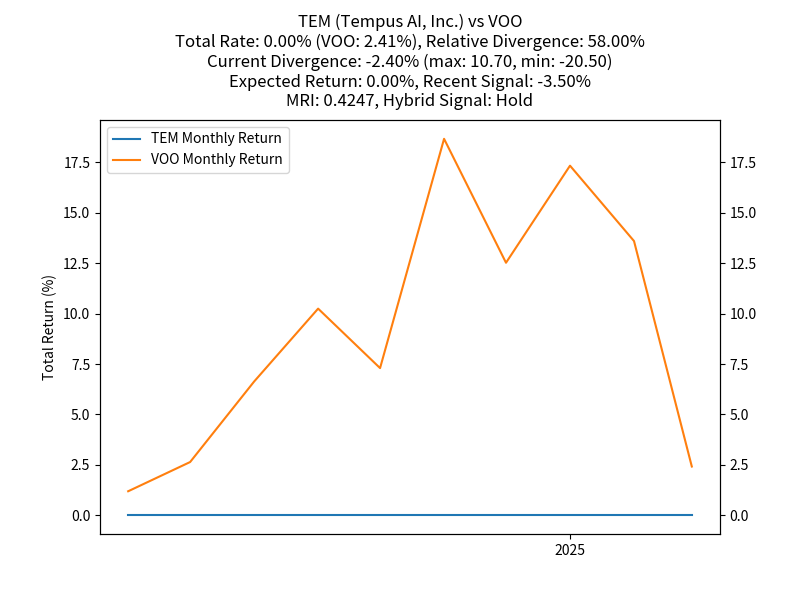 TEM (Tempus AI, Inc.) vs VOO
Total Rate: 0.00% (VOO: 2.41%), Relative Divergence: 58.00%
Current Divergence: -2.40% (max: 10.70, min: -20.50)
Expected Return: 0.00%, Recent Signal: -3.50%
MRI: 0.4247, Hybrid Signal: Hold
TEM Monthly Return
VOO Monthly Return
17.5
15.0
12.5
10.0
7.5
5.0
2.5
0.0
Total Return (%)
17.5
15.0
12.5
10.0
7.5
5.0
2.5
0.0
2025